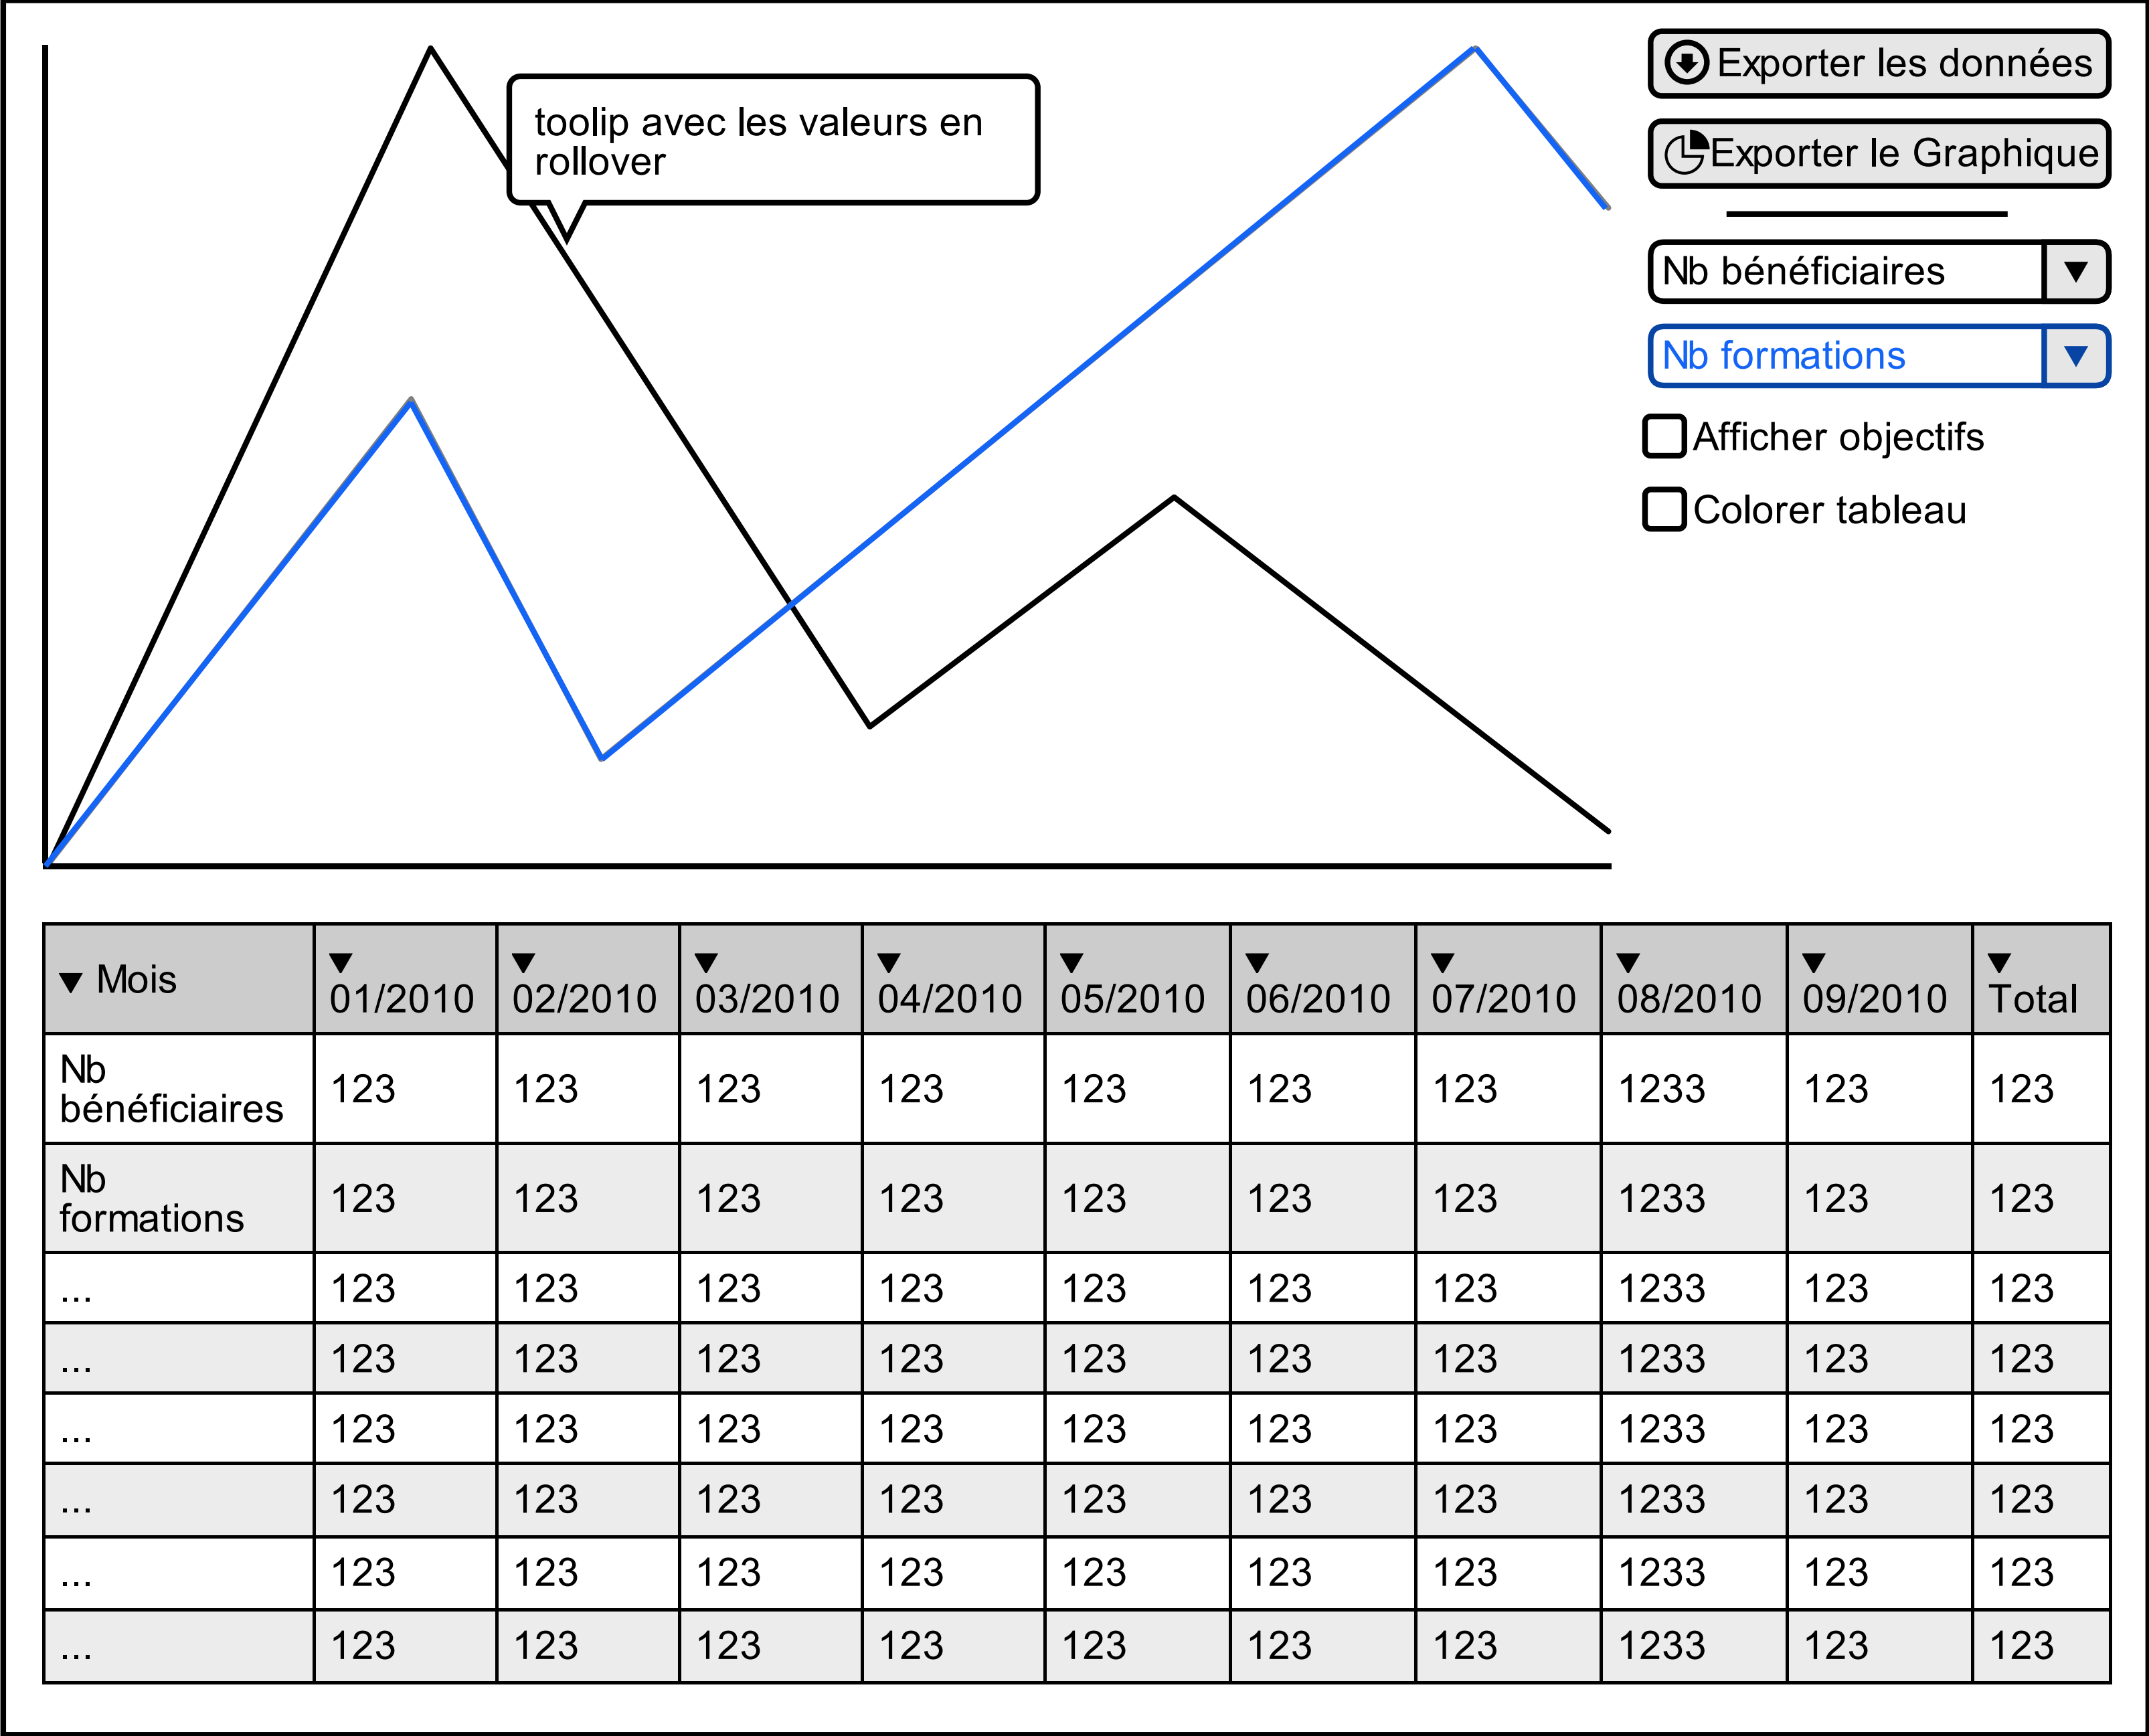 toolip avec les valeurs en
rollover
Exporter les données
Exporter le Graphique
Nb bénéficiaires
Nb formations
Afficher objectifs
Colorer tableau
Mois 01/2010 02/2010 03/2010 04/2010 05/2010 06/2010 07/2010 08/2010 09/2010 Total
Nb
bénéficiaires 123 123 123 123 123 123 123 1233 123 123
Nb
formations 123 123 123 123 123 123 123 1233 123 123
... 123 123 123 123 123 123 123 1233 123 123
... 123 123 123 123 123 123 123 1233 123 123
... 123 123 123 123 123 123 123 1233 123 123
... 123 123 123 123 123 123 123 1233 123 123
... 123 123 123 123 123 123 123 1233 123 123
... 123 123 123 123 123 123 123 1233 123 123